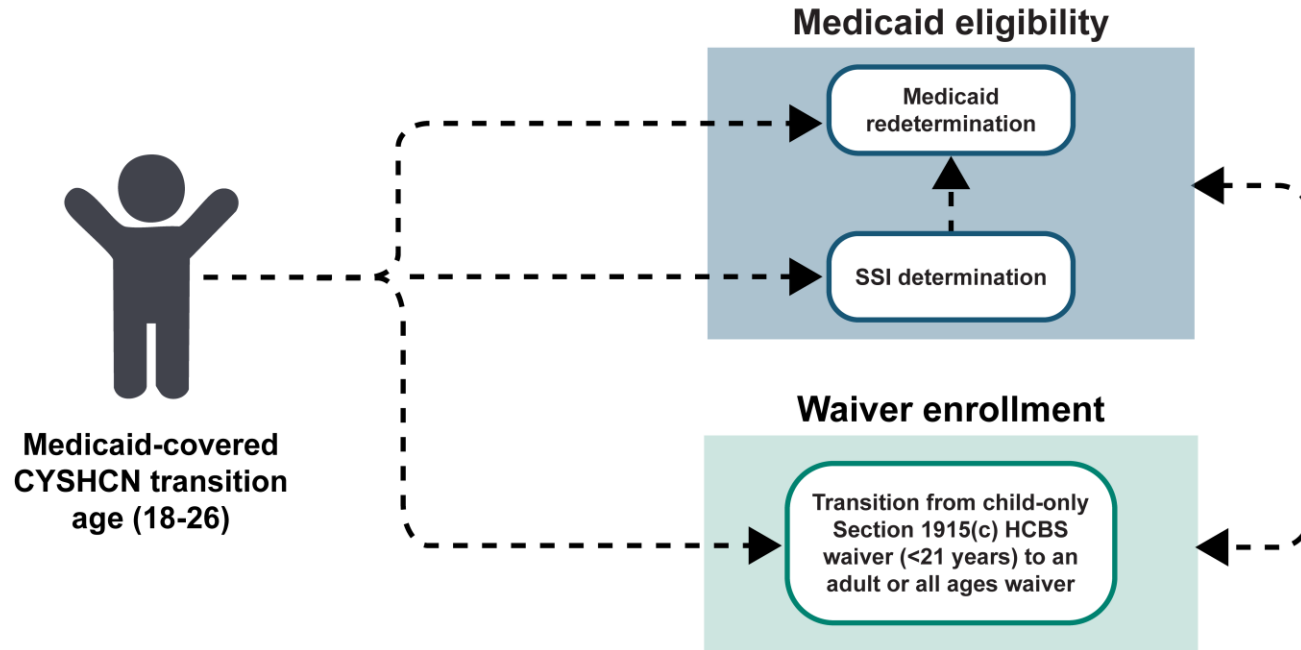 Medicaid eligibility
Medicaid
redetermination
SSI determination
Medicaid-covered
CYSHCN transition
age (18-26)
Waiver enrollment
Transition from child-only
Section 1915(c) HCBS
waiver (<21 years) to an
adult or all ages waiver